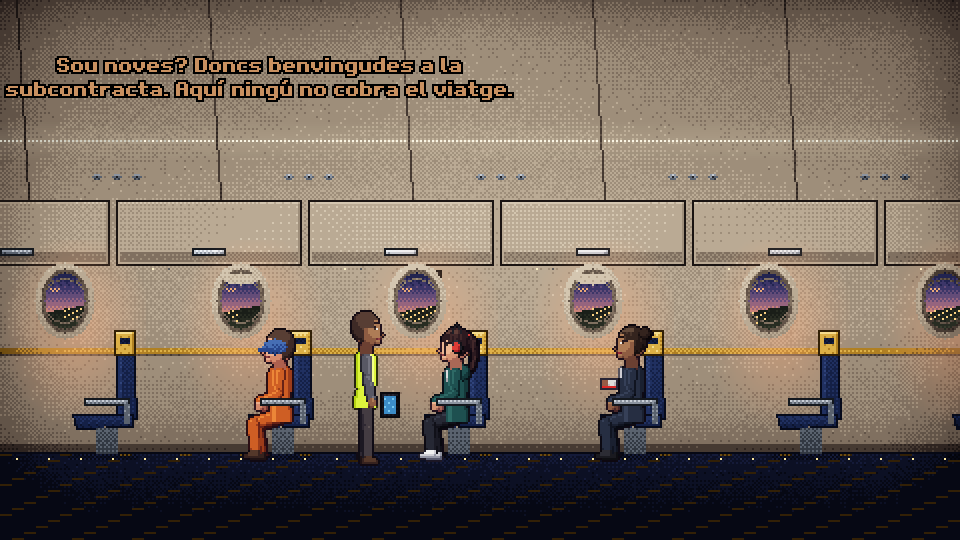 Sou noves? Doncs benvingudes a la
subcontracta. Aquí ningú no cobra el viatge.